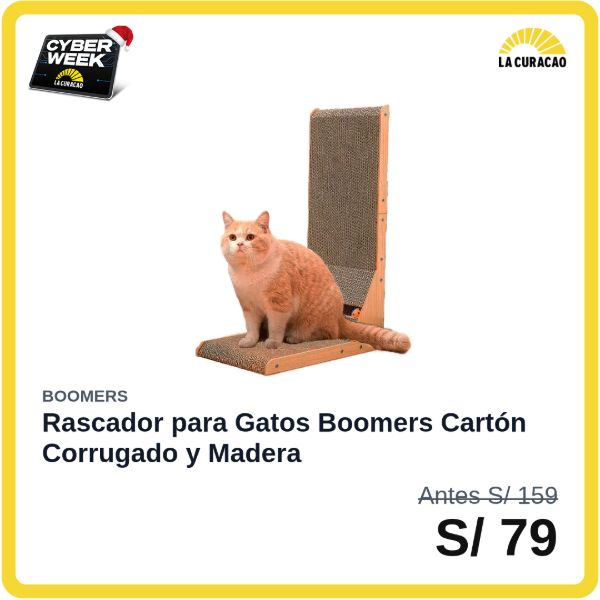 CYBER
WEEK
LA CURACAO
LA CURACAO
BOOMERS
Rascador para Gatos Boomers Cartón
Corrugado y Madera
Antes S/ 159
S/ 79